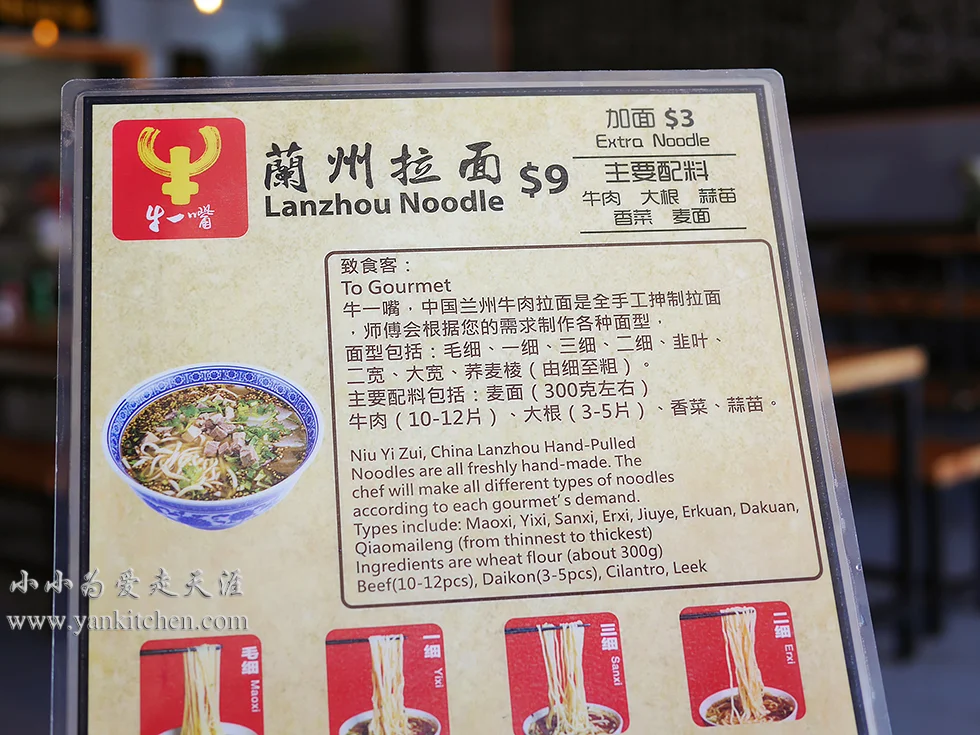 牛一嘴
蘭州拉面 $9
Lanzhou Noodle
加面 $3
Extra Noodle
主要配料
牛肉 大根 蒜苗
香菜 麦面
致食客：
To Gourmet
牛一嘴，中国兰州牛肉拉面是全手工抻制拉面
，师傅会根据您的需求制作各种面型，
面型包括：毛细、一细、三细、二细、韭叶、
二宽、大宽、荞麦棱（由细至粗）。
主要配料包括：麦面（300克左右）
牛肉（10-12片）、大根（3-5片）、香菜、蒜苗。
Niu Yi Zui, China Lanzhou Hand-Pulled
Noodles are all freshly hand-made. The
chef will make all different types of noodles
according to each gourmet's demand.
Types include: Maoxi, Yixi, Sanxi, Erxi, Jiuye, Erkuan, Dakuan,
Qiaomaileng (from thinnest to thickest)
Ingredients are wheat flour (about 300g)
Beef(10-12pcs), Daikon(3-5pcs), Cilantro, Leek
小小为爱走天涯
www.yankitchen.com
毛细 Maoxi
一细 Yixi
三细 Sanxi
二细 Erxi